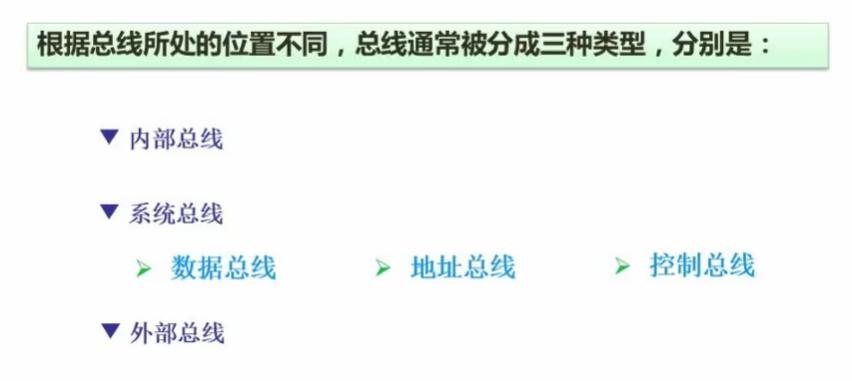 根据总线所处的位置不同，总线通常被分成三种类型，分别是：
内部总线
系统总线
数据总线 地址总线 控制总线
外部总线